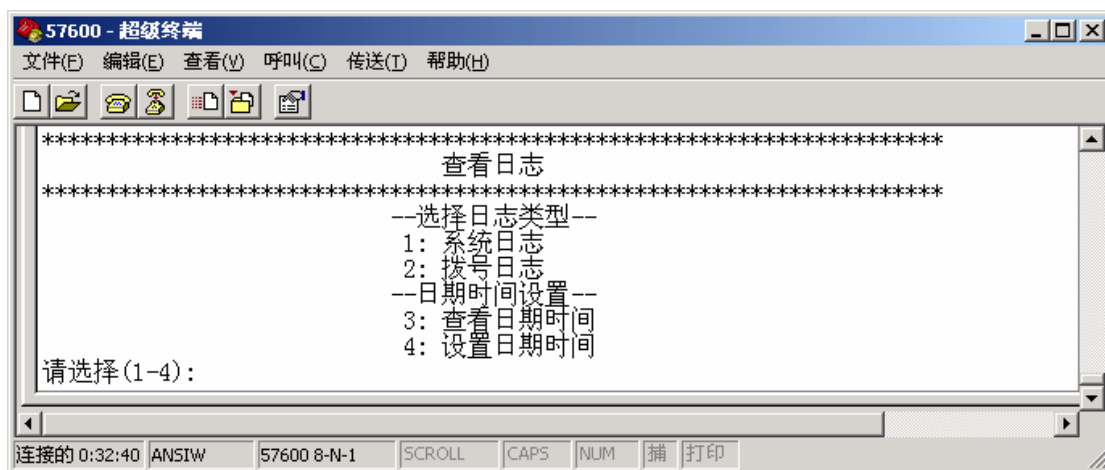 57600 - 超级终端
文件(F) 编辑(E) 查看(V) 呼叫(C) 传送(T) 帮助(H)
***********************************************************************
查看日志
***********************************************************************
--选择日志类型--
1: 系统日志
2: 拨号日志
--日期时间设置--
3: 查看日期时间
4: 设置日期时间
请选择(1-4):
连接的 0:32:40 ANSIW 57600 8-N-1 SCROLL CAPS NUM 捕 打印